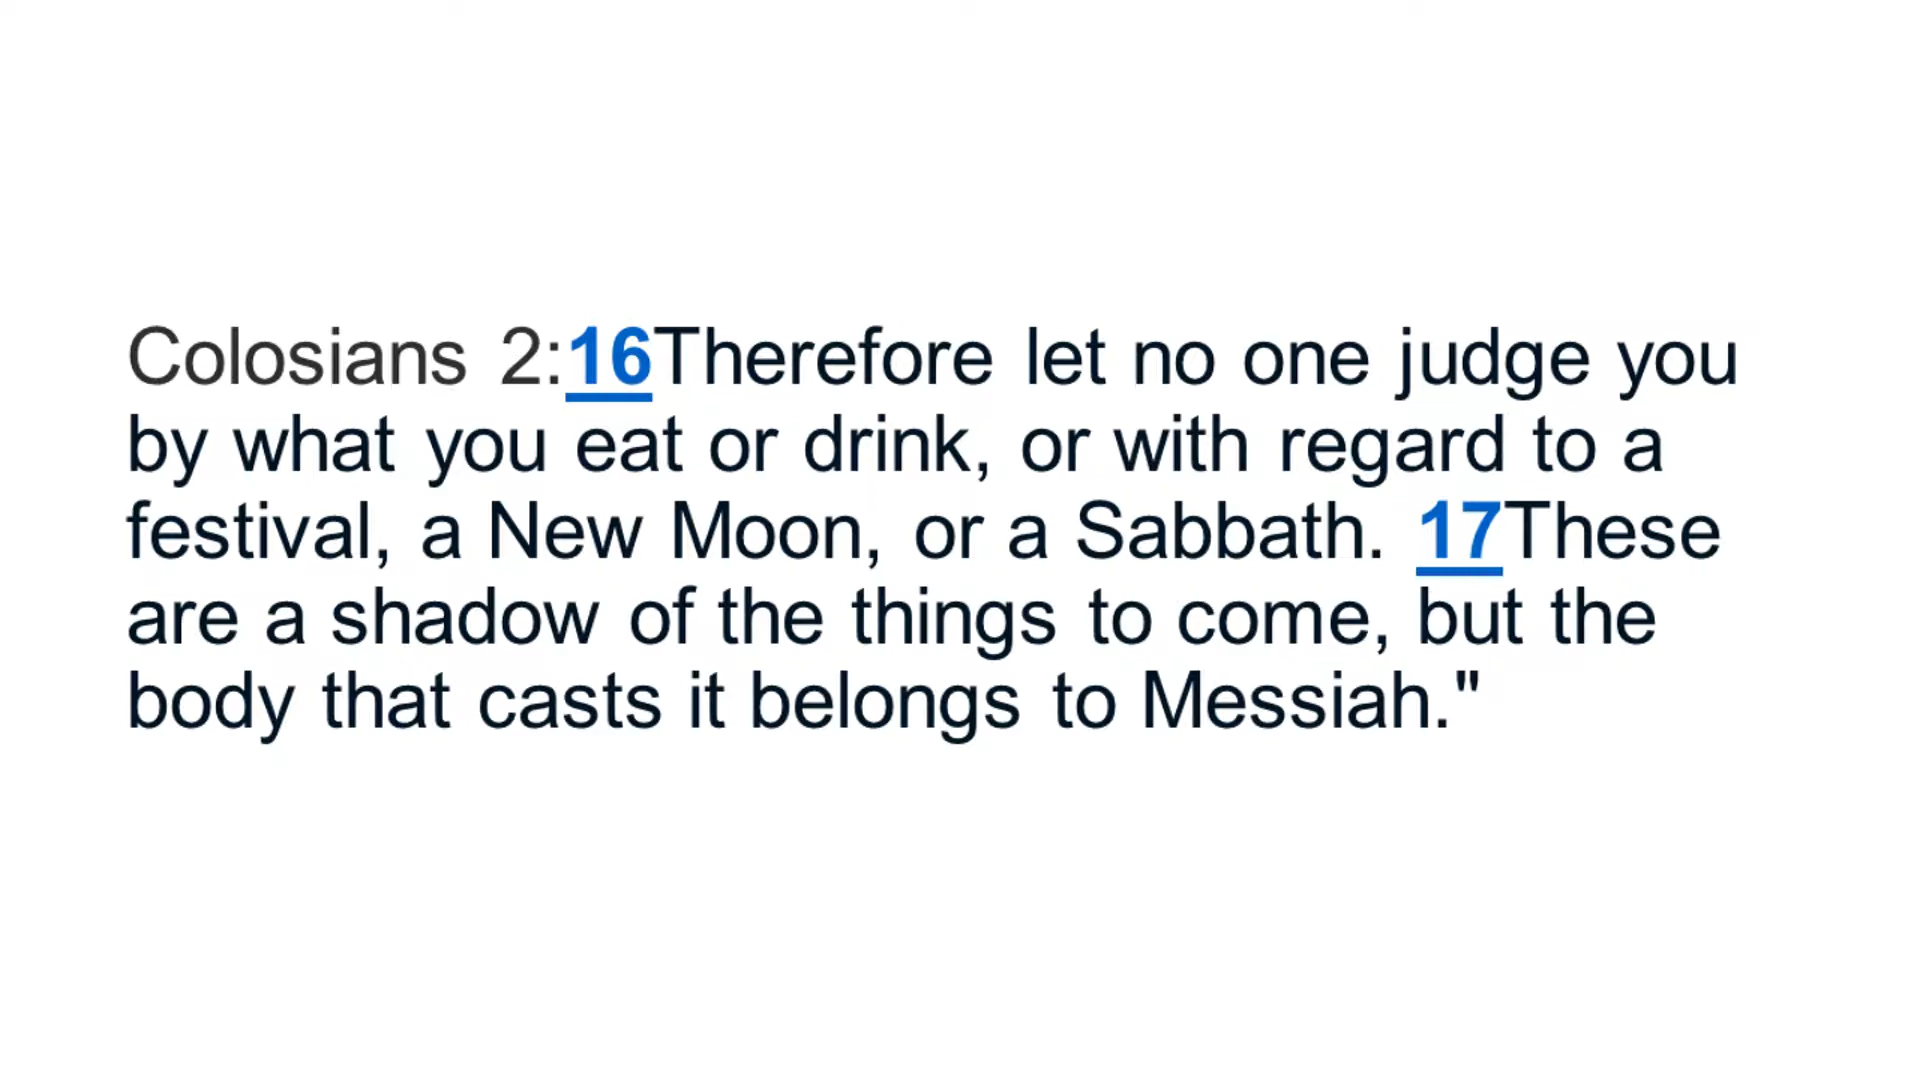 Colosians 2:16Therefore let no one judge you
by what you eat or drink, or with regard to a
festival, a New Moon, or a Sabbath. 17These
are a shadow of the things to come, but the
body that casts it belongs to Messiah."